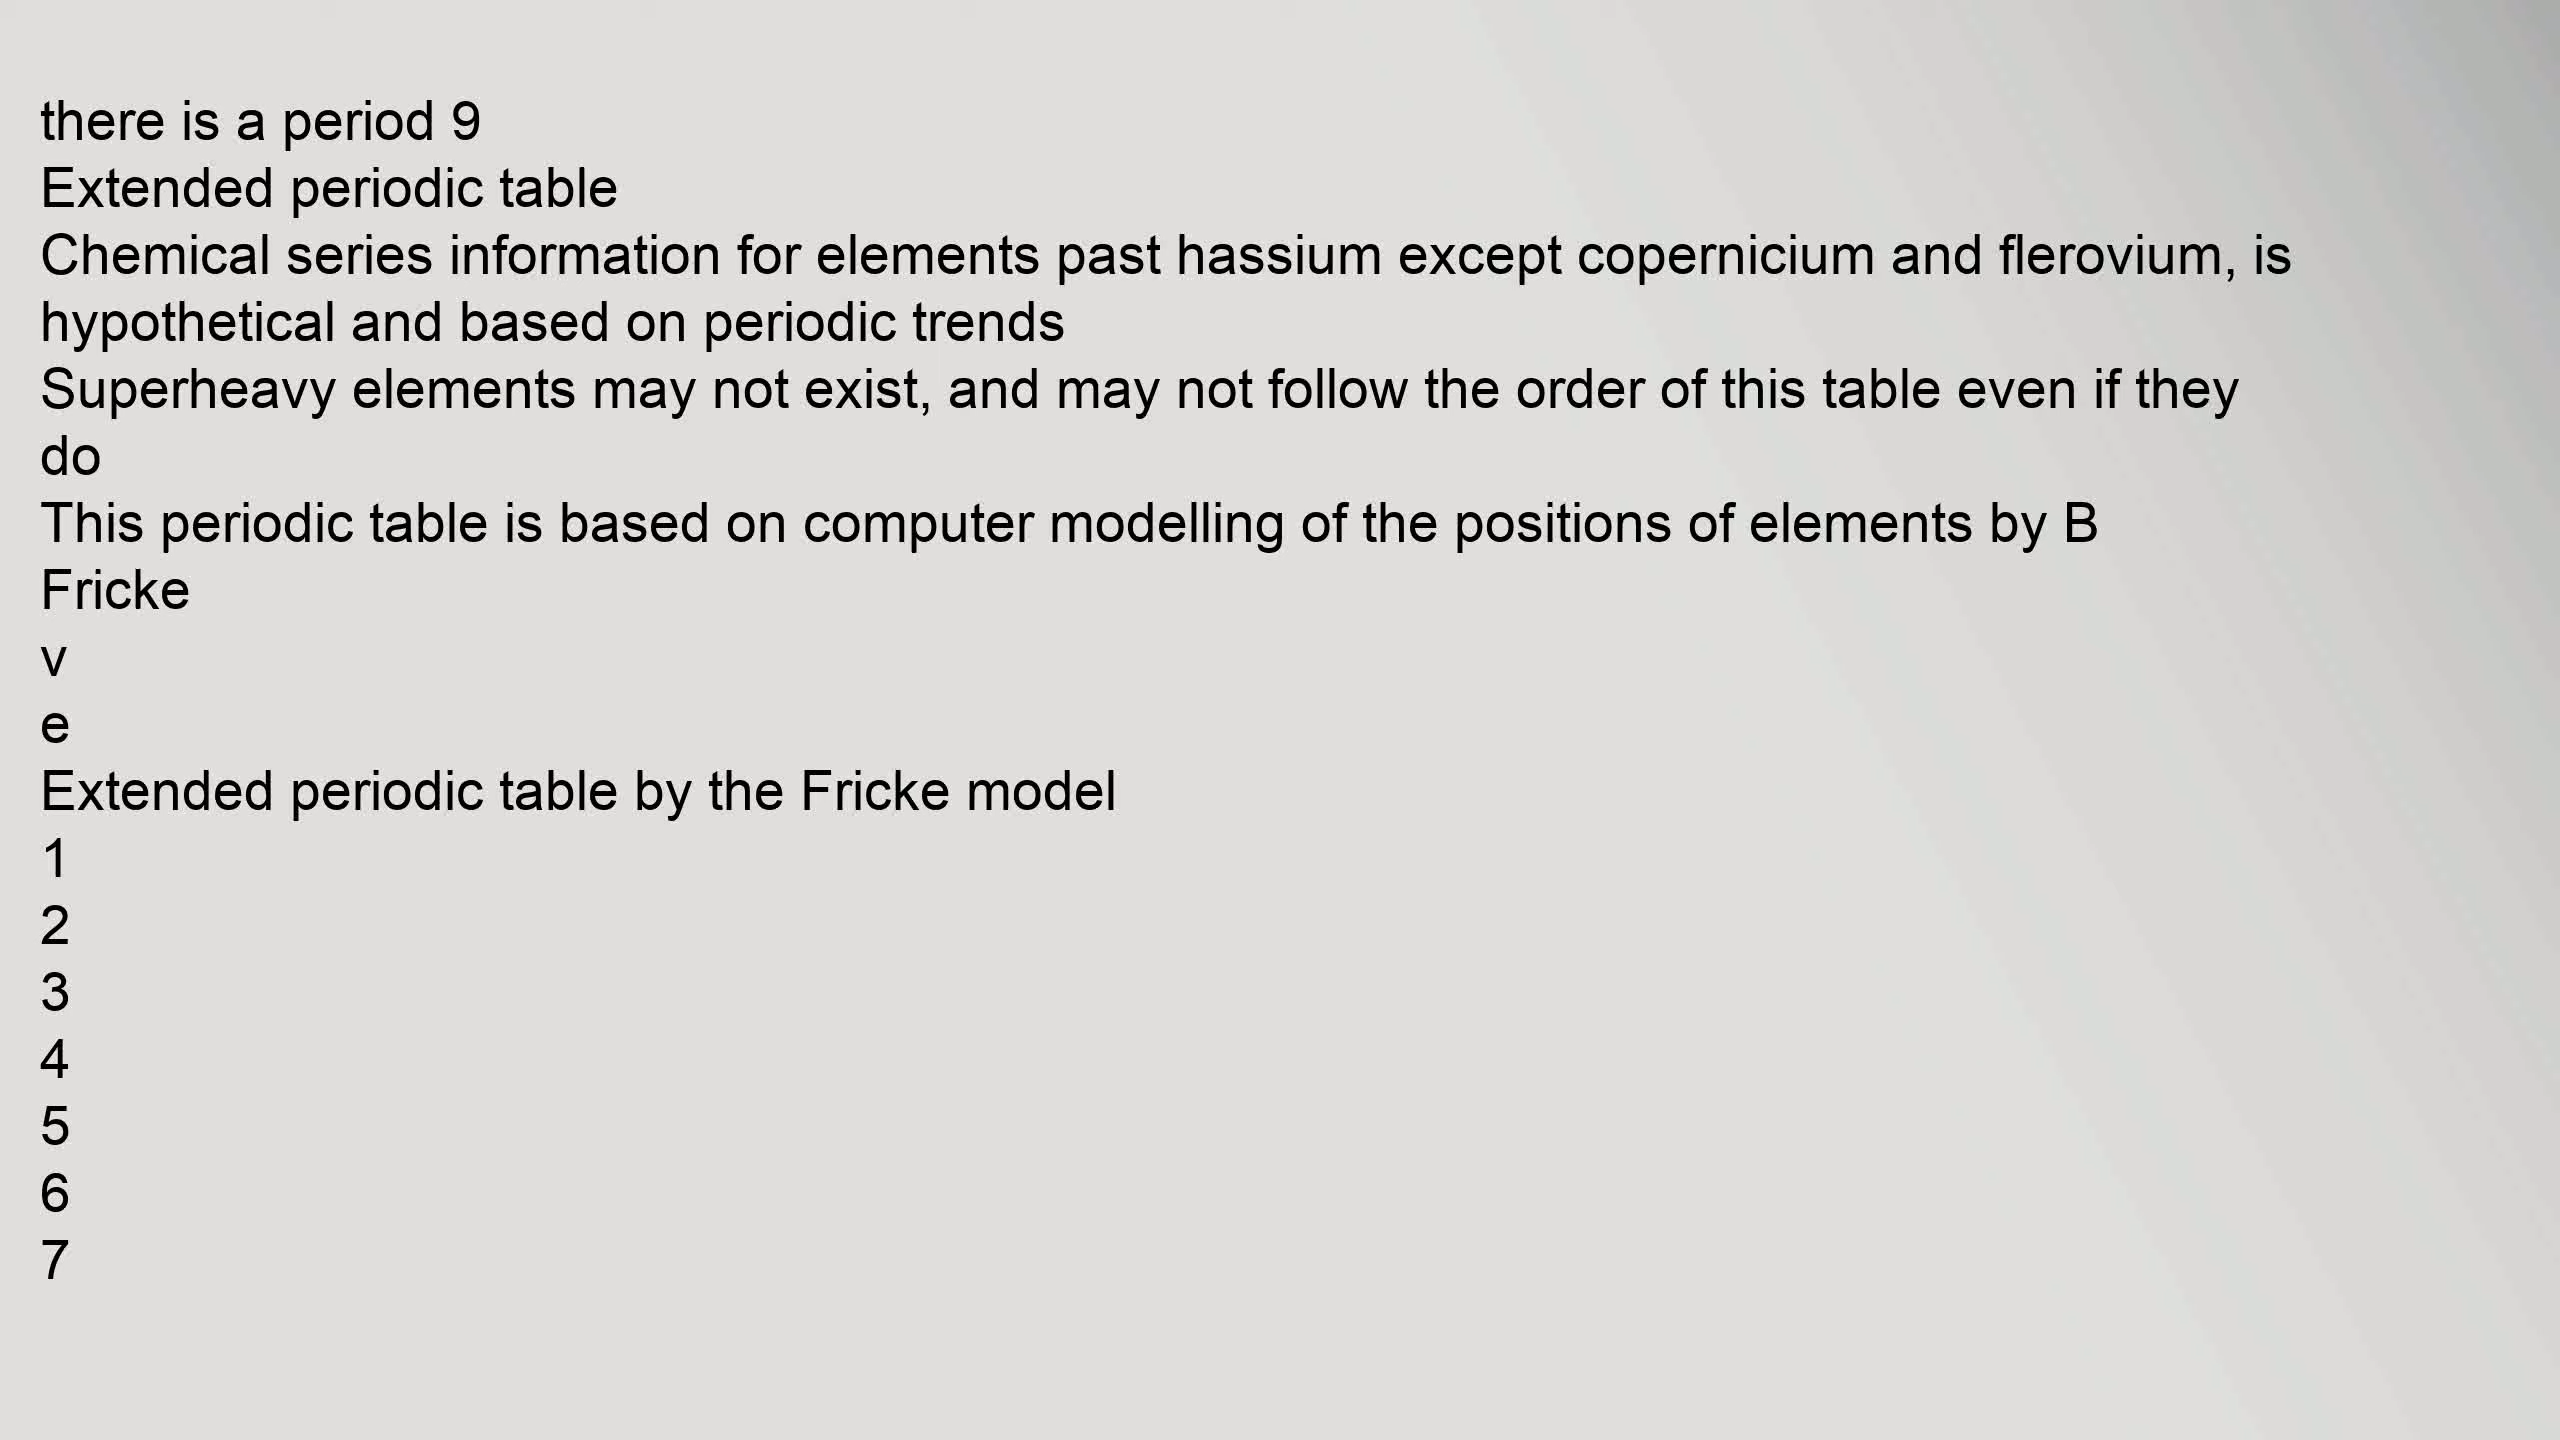 there is a period 9
Extended periodic table
Chemical series information for elements past hassium except copernicium and flerovium, is
hypothetical and based on periodic trends
Superheavy elements may not exist, and may not follow the order of this table even if they
do
This periodic table is based on computer modelling of the positions of elements by B
Fricke
v
e
Extended periodic table by the Fricke model
1
2
3
4
5
6
7